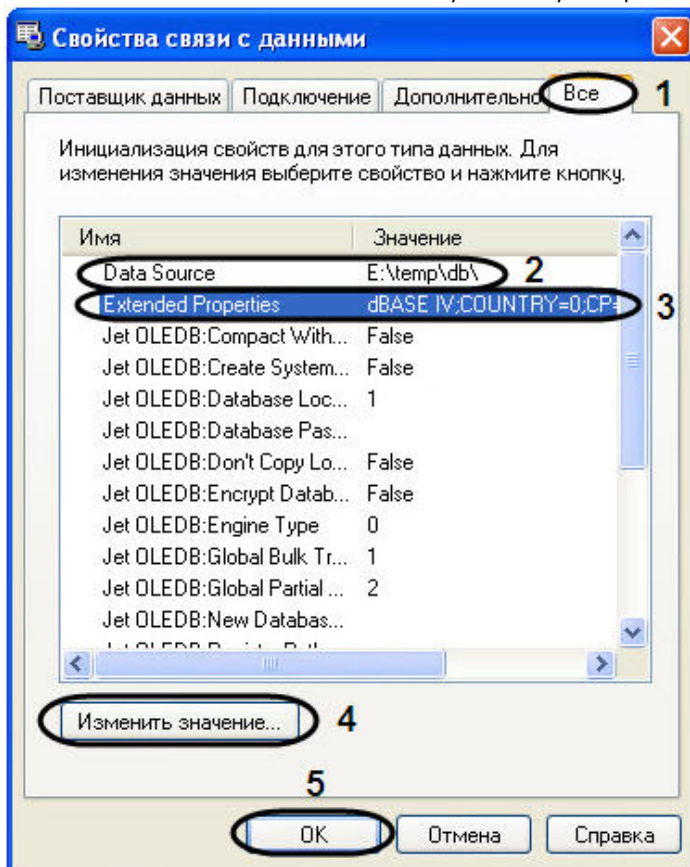 Свойства связи с данными
Поставщик данных Подключение Дополнительно Все 1
Инициализация свойств для этого типа данных. Для
изменения значения выберите свойство и нажмите кнопку.
Имя Значение
Data Source E:\temp\db\ 2
Extended Properties dBASE IV;COUNTRY=0;CP= 3
Jet OLEDB:Compact With... False
Jet OLEDB:Create System... False
Jet OLEDB:Database Loc... 1
Jet OLEDB:Database Pas...
Jet OLEDB:Don't Copy Lo... False
Jet OLEDB:Encrypt Datab... False
Jet OLEDB:Engine Type 0
Jet OLEDB:Global Bulk Tr... 1
Jet OLEDB:Global Partial ... 2
Jet OLEDB:New Databas...
Изменить значение... 4
5
ОК Отмена Справка